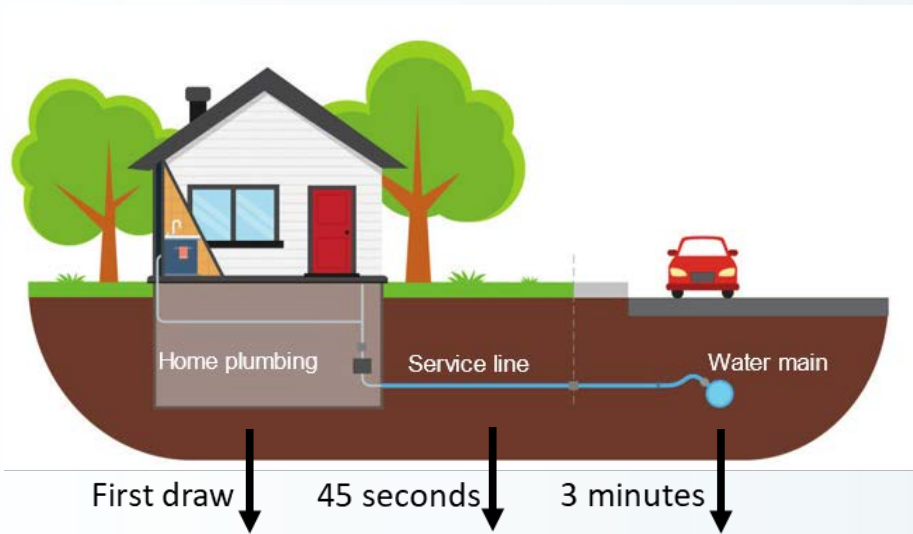 Home plumbing
Service line
Water main
First draw
45 seconds
3 minutes